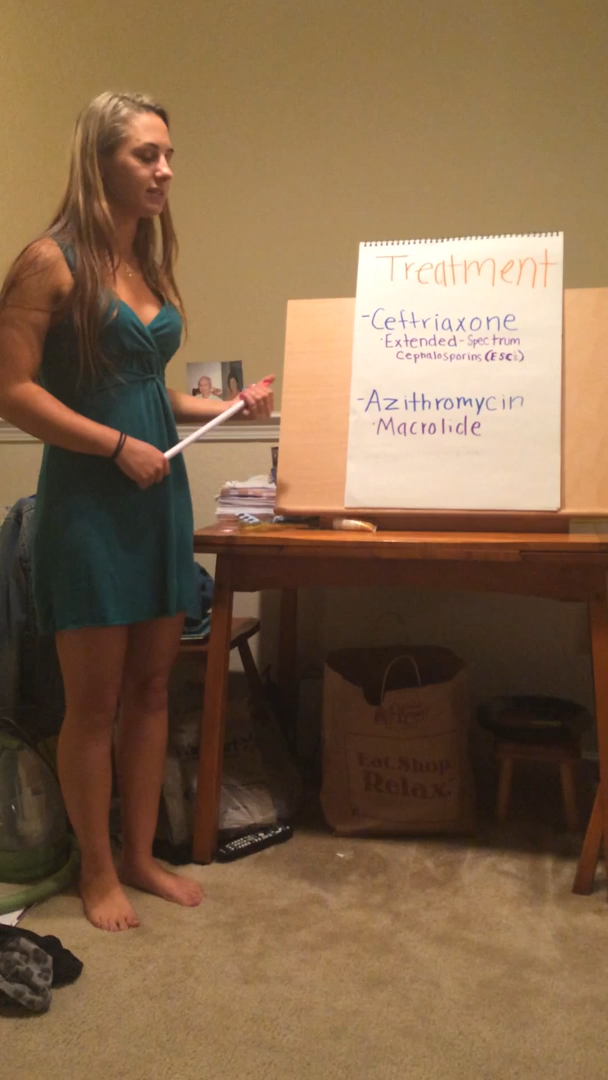 Treatment
-Ceftriaxone
·Extended-Spectrum
Cephalosporins (ESCs)
-Azithromycin
·Macrolide
Eat. Shop.
Relax.